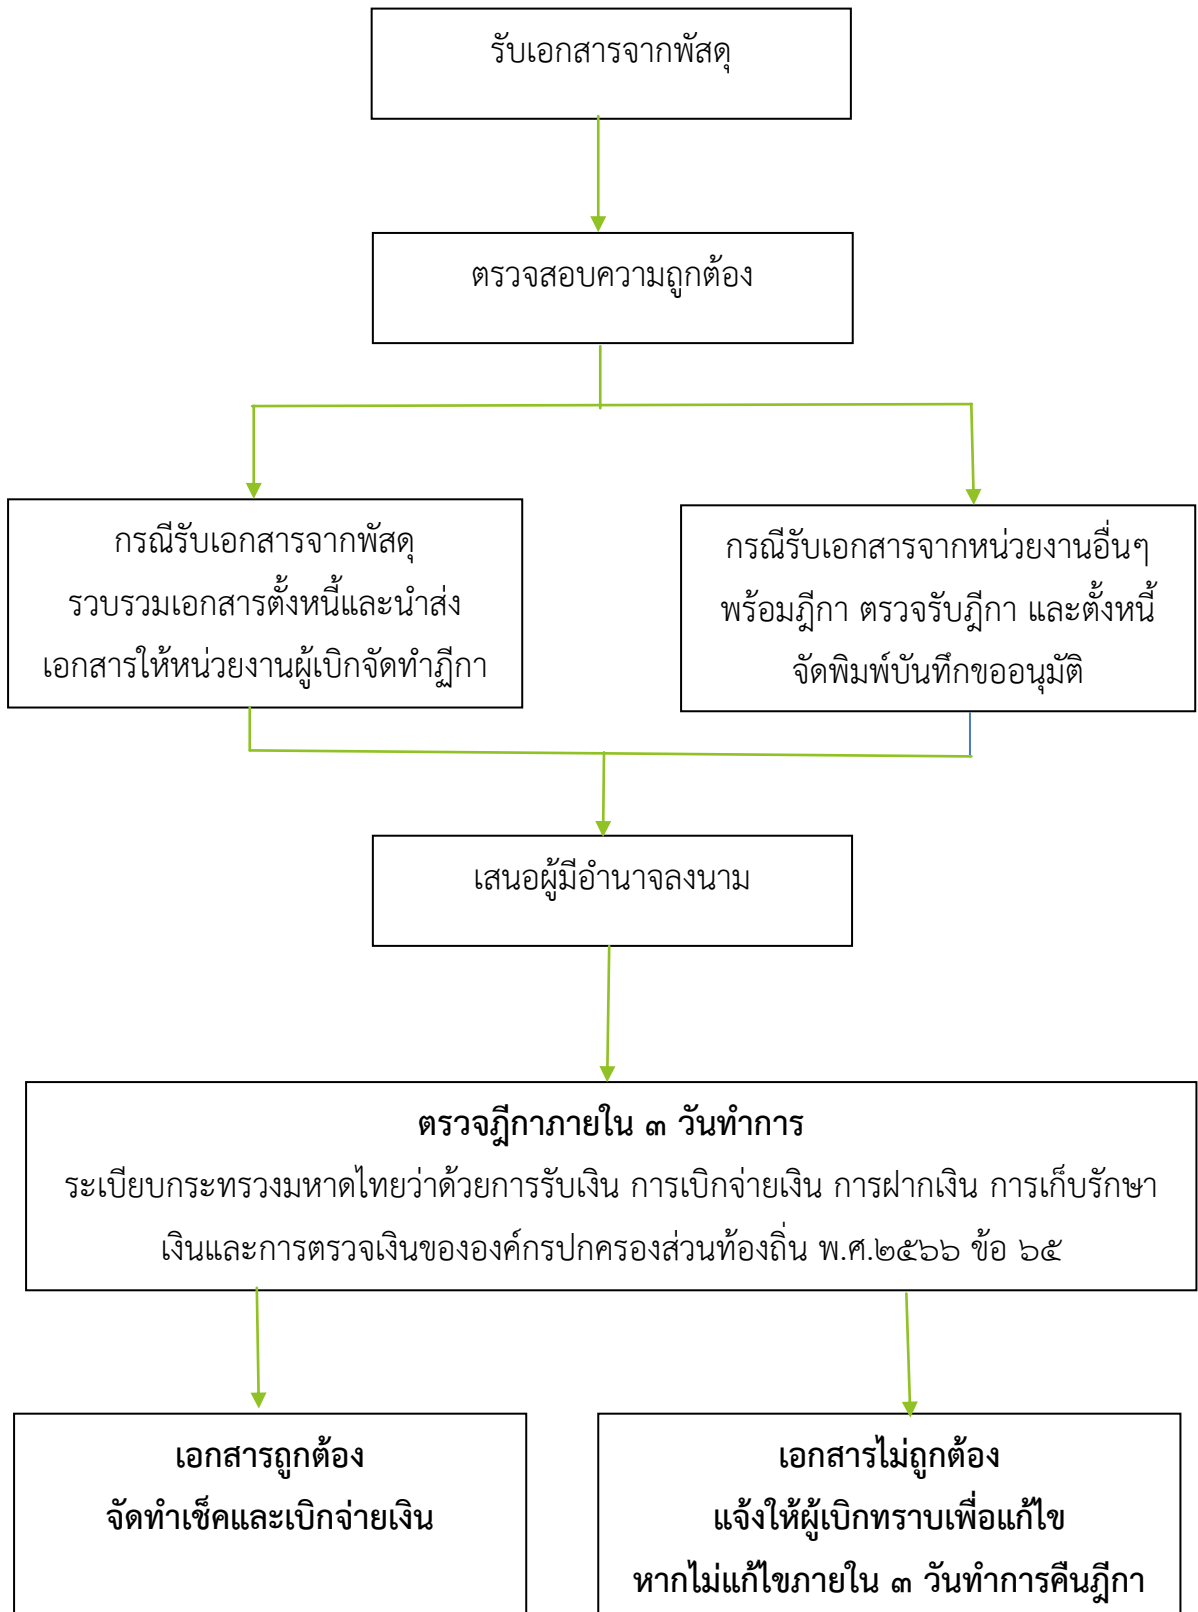 รับเอกสารจากพัสดุ
ตรวจสอบความถูกต้อง
กรณีรับเอกสารจากพัสดุ
รวบรวมเอกสารตั้งหนี้และนำส่ง
เอกสารให้หน่วยงานผู้เบิกจัดทำฏีกา
กรณีรับเอกสารจากหน่วยงานอื่นๆ
พร้อมฎีกา ตรวจรับฎีกา และตั้งหนี้
จัดพิมพ์บันทึกขออนุมัติ
เสนอผู้มีอำนาจลงนาม
ตรวจฎีกาภายใน ๓ วันทำการ
ระเบียบกระทรวงมหาดไทยว่าด้วยการรับเงิน การเบิกจ่ายเงิน การฝากเงิน การเก็บรักษา
เงินและการตรวจเงินขององค์กรปกครองส่วนท้องถิ่น พ.ศ.๒๕๖๖ ข้อ ๖๕
เอกสารถูกต้อง
จัดทำเช็คและเบิกจ่ายเงิน
เอกสารไม่ถูกต้อง
แจ้งให้ผู้เบิกทราบเพื่อแก้ไข
หากไม่แก้ไขภายใน ๓ วันทำการคืนฎีกา